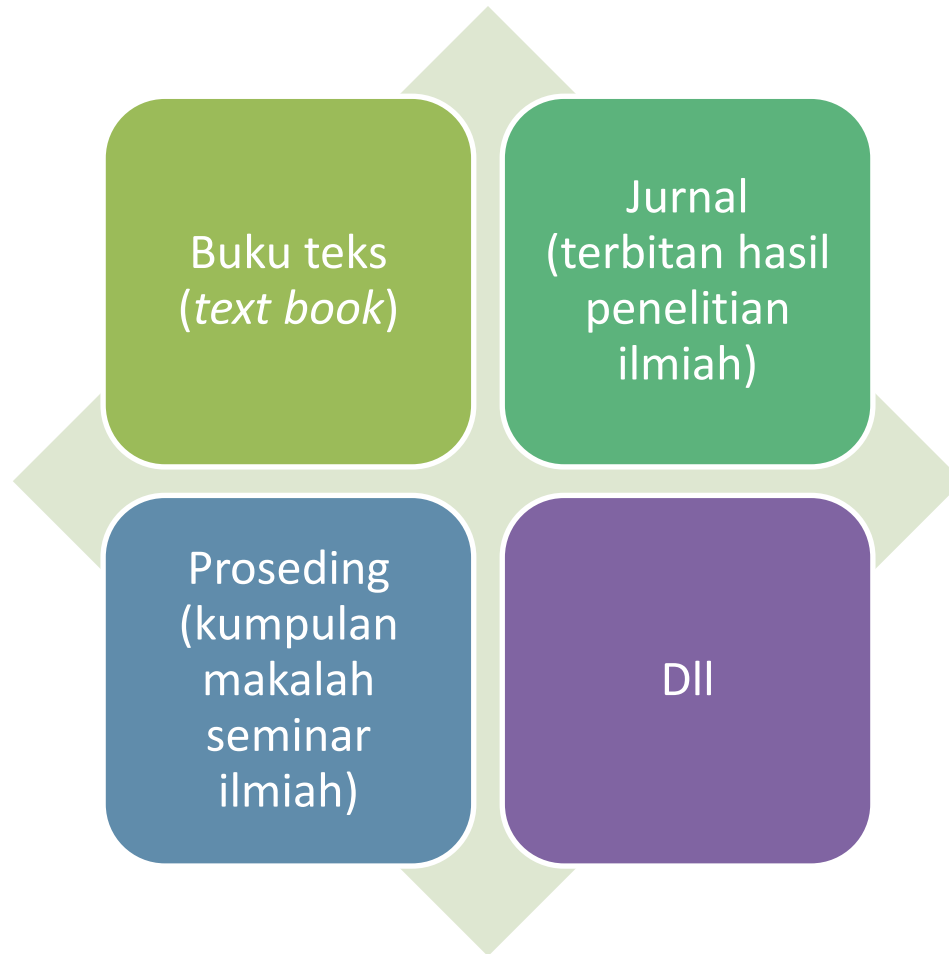 Buku teks
(text book)
Jurnal
(terbitan hasil
penelitian
ilmiah)
Proseding
(kumpulan
makalah
seminar
ilmiah)
Dll